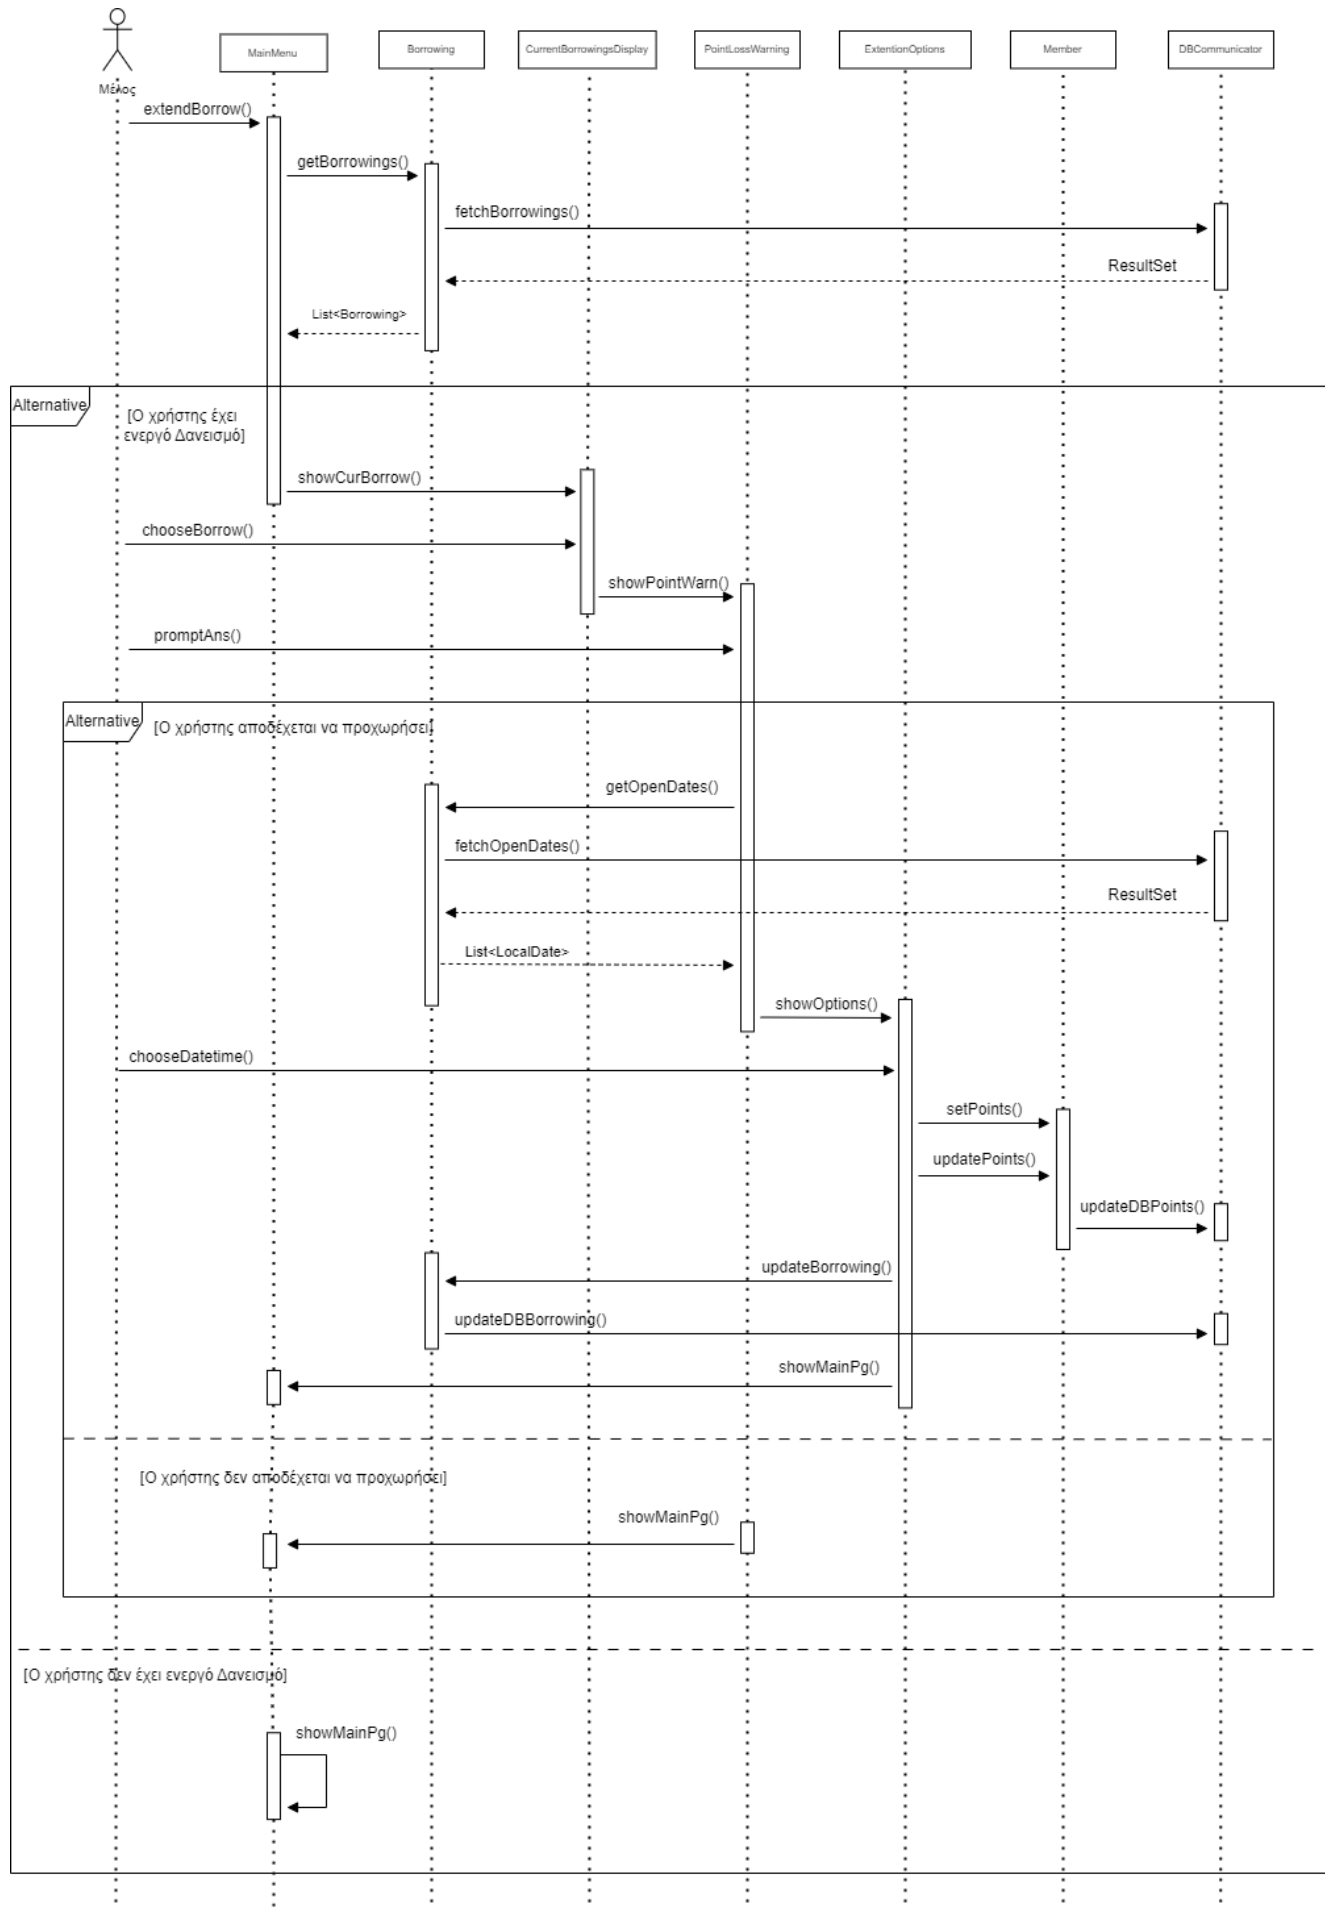 MainMenu
Borrowing
CurrentBorrowingsDisplay
PointLossWarning
ExtentionOptions
Member
DBCommunicator
Μέλος
extendBorrow()
getBorrowings()
fetchBorrowings()
ResultSet
List<Borrowing>
Alternative
[Ο χρήστης έχει
ενεργό Δανεισμό]
showCurBorrow()
chooseBorrow()
showPointWarn()
promptAns()
Alternative
[Ο χρήστης αποδέχεται να προχωρήσει]
getOpenDates()
fetchOpenDates()
ResultSet
List<LocalDate>
showOptions()
chooseDatetime()
setPoints()
updatePoints()
updateDBPoints()
updateBorrowing()
updateDBBorrowing()
showMainPg()
[Ο χρήστης δεν αποδέχεται να προχωρήσει]
showMainPg()
[Ο χρήστης δεν έχει ενεργό Δανεισμό]
showMainPg()